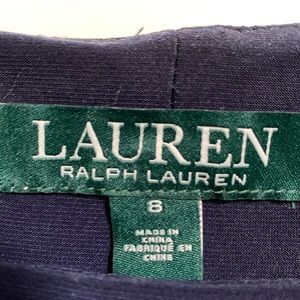 LAUREN
RALPH LAUREN
8
MADE IN
CHINA
FABRIQUÉ EN
CHINE